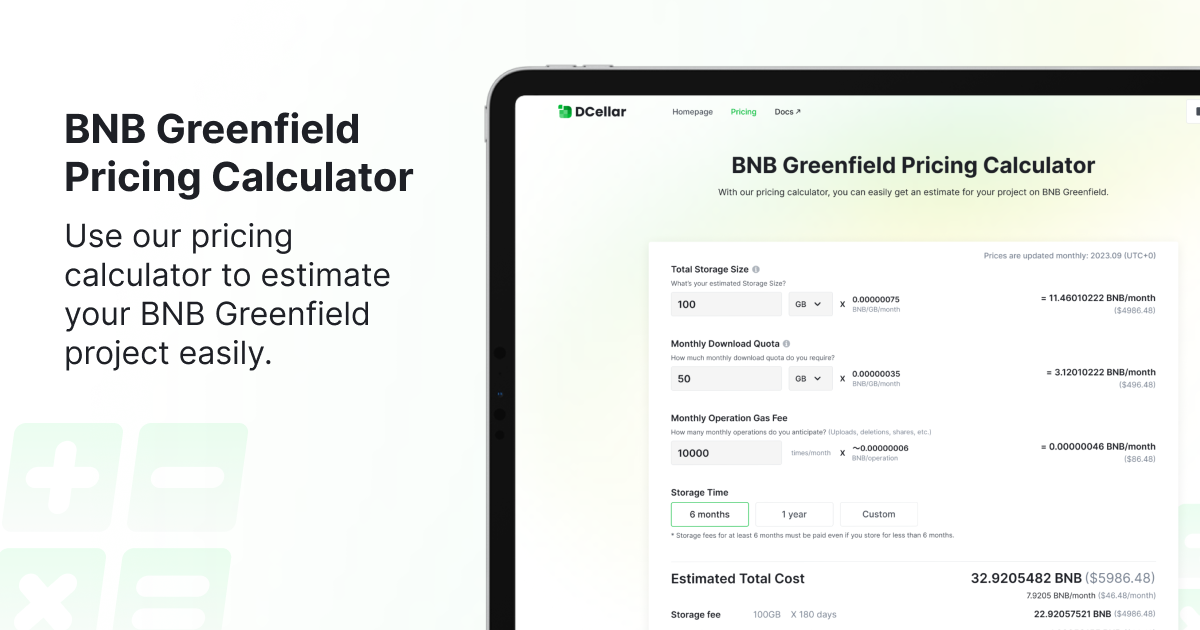 BNB Greenfield
Pricing Calculator
Use our pricing
calculator to estimate
your BNB Greenfield
project easily.
DCellar Homepage Pricing Docs ↗
BNB Greenfield Pricing Calculator
With our pricing calculator, you can easily get an estimate for your project on BNB Greenfield.
Prices are updated monthly: 2023.09 (UTC+0)
Total Storage Size
What's your estimated Storage Size?
100 GB X 0.00000075 = 11.46010222 BNB/month
BNB/GB/month ($4986.48)
Monthly Download Quota
How much monthly download quota do you require?
50 GB X 0.00000035 = 3.12010222 BNB/month
BNB/GB/month ($496.48)
Monthly Operation Gas Fee
How many monthly operations do you anticipate? (Uploads, deletions, shares, etc.)
10000 times/month X ~0.00000006 = 0.00000046 BNB/month
BNB/operation ($86.48)
Storage Time
6 months 1 year Custom
* Storage fees for at least 6 months must be paid even if you store for less than 6 months.
Estimated Total Cost 32.9205482 BNB ($5986.48)
7.9205 BNB/month ($46.48/month)
Storage fee 100GB X 180 days 22.92057521 BNB ($4986.48)